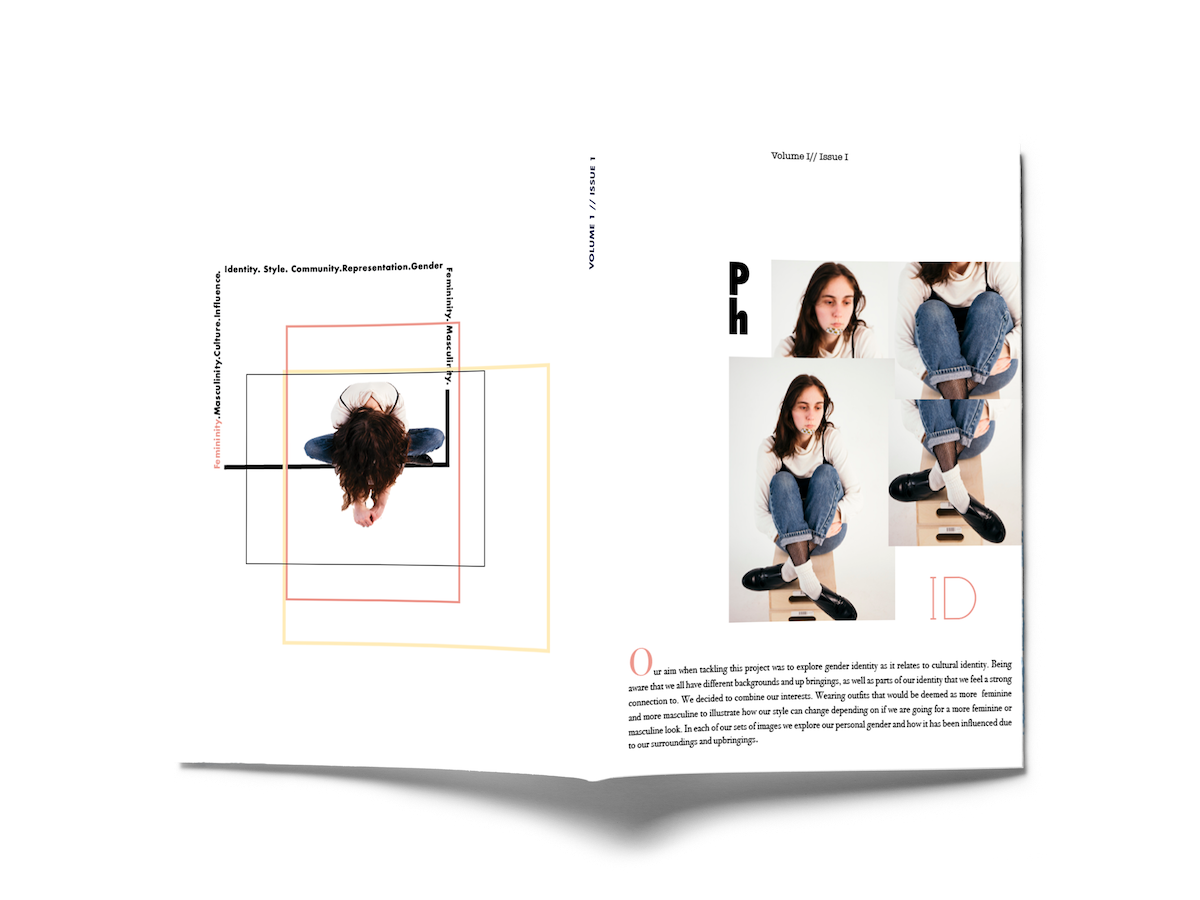 Identity. Style. Community.Representation.Gender
Femininity. Masculinity.
Femininity.Masculinity.Culture.Influence.
VOLUME 1 // ISSUE 1
Volume I// Issue I
P
h
ID
Our aim when tackling this project was to explore gender identity as it relates to cultural identity. Being
aware that we all have different backgrounds and up bringings, as well as parts of our identity that we feel a strong
connection to. We decided to combine our interests. Wearing outfits that would be deemed as more feminine
and more masculine to illustrate how our style can change depending on if we are going for a more feminine or
masculine look. In each of our sets of images we explore our personal gender and how it has been influenced due
to our surroundings and upbringings.